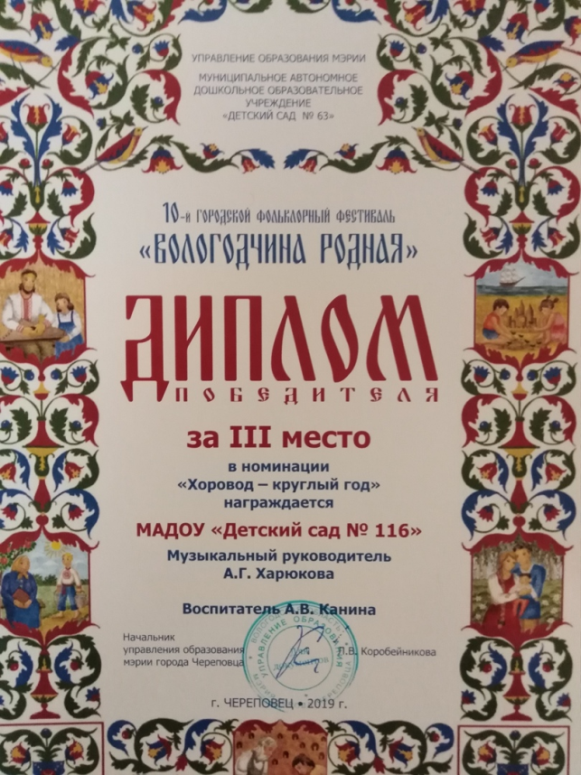 УПРАВЛЕНИЕ ОБРАЗОВАНИЯ МЭРИИ
МУНИЦИПАЛЬНОЕ АВТОНОМНОЕ
ДОШКОЛЬНОЕ ОБРАЗОВАТЕЛЬНОЕ
УЧРЕЖДЕНИЕ
«ДЕТСКИЙ САД № 63»
10-й ГОРОДСКОЙ ФОЛЬКЛОРНЫЙ ФЕСТИВАЛЬ
«ВОЛОГОДЧИНА РОДНАЯ»
ДИПЛОМ
ПОБЕДИТЕЛЯ
за III место
в номинации
«Хоровод – круглый год»
награждается
МАДОУ «Детский сад № 116»
Музыкальный руководитель
А.Г. Харюкова
Воспитатель А.В. Канина
Начальник
управления образования
мэрии города Череповца
Л.В. Коробейникова
УПРАВЛЕНИЕ ОБРАЗОВАНИЯ
г. ЧЕРЕПОВЕЦ • 2019 г.